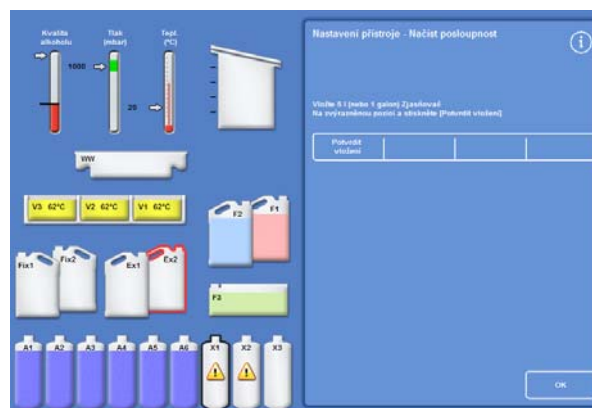 Kvalita alkoholu
Tlak (mbar)
Tepl. (°C)
1000
20
WW
V3 62°C
V2 62°C
V1 62°C
F2
F1
Fix1
Fix2
Ex1
Ex2
F3
A1
A2
A3
A4
A5
A6
X1
X2
X3
Nastavení přístroje - Načíst posloupnost
Vložte 5 l (nebo 1 galon) Zjasňovač
Na zvýrazněnou pozici a stiskněte [Potvrdit vložení]
Potvrdit
vložení
OK